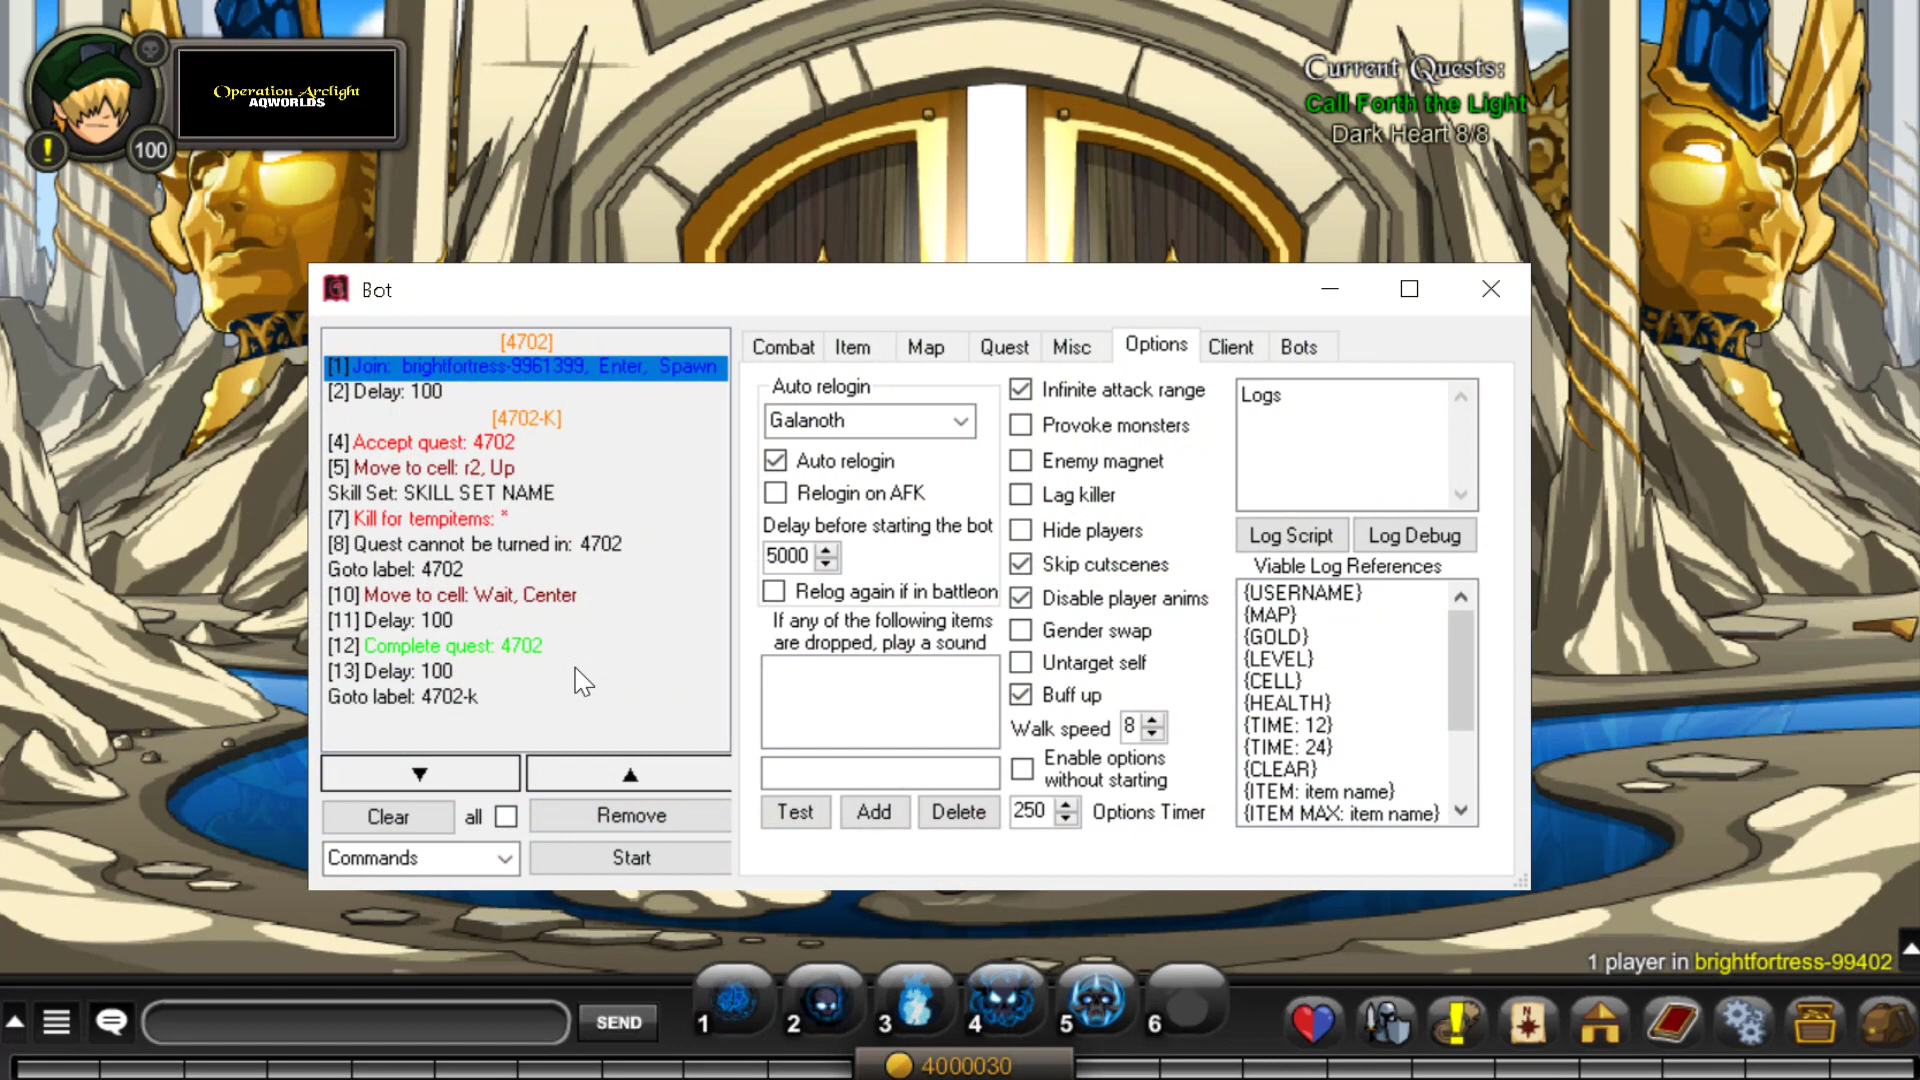 Operation Arclight
AQWORLDS
100
Current Quests:
Call Forth the Light
Dark Heart 8/8
Bot
[4702]
[1] Join: brightfortress-9961399, Enter, Spawn
[2] Delay: 100
[4702-K]
[4] Accept quest: 4702
[5] Move to cell: r2, Up
Skill Set: SKILL SET NAME
[7] Kill for tempitems: *
[8] Quest cannot be turned in: 4702
Goto label: 4702
[10] Move to cell: Wait, Center
[11] Delay: 100
[12] Complete quest: 4702
[13] Delay: 100
Goto label: 4702-k
▼ ▲
Clear all Remove
Commands Start
Combat Item Map Quest Misc Options Client Bots
Auto relogin
Galanoth
Auto relogin
Relogin on AFK
Delay before starting the bot
5000
Relog again if in battleon
If any of the following items
are dropped, play a sound
Test Add Delete
Infinite attack range
Provoke monsters
Enemy magnet
Lag killer
Hide players
Skip cutscenes
Disable player anims
Gender swap
Untarget self
Buff up
Walk speed 8
Enable options
without starting
250 Options Timer
Logs
Log Script Log Debug
Viable Log References
{USERNAME}
{MAP}
{GOLD}
{LEVEL}
{CELL}
{HEALTH}
{TIME: 12}
{TIME: 24}
{CLEAR}
{ITEM: item name}
{ITEM MAX: item name}
1 player in brightfortress-99402
SEND
1 2 3 4 5 6
N
4000030